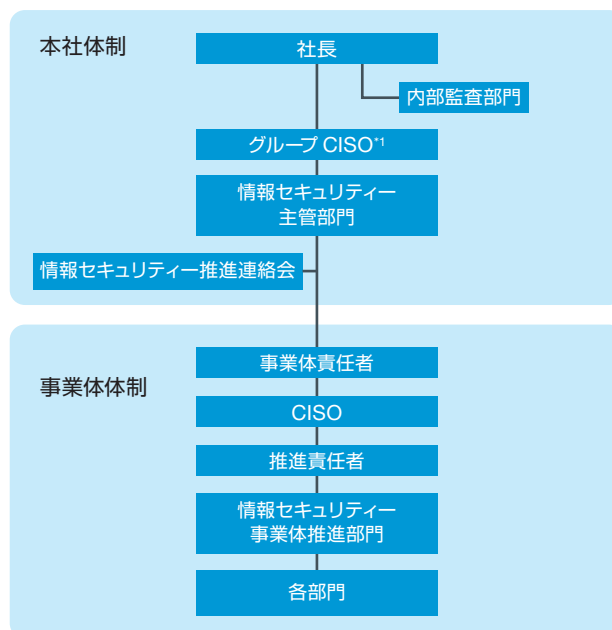 本社体制
社長
内部監査部門
グループ CISO*1
情報セキュリティー
主管部門
情報セキュリティー推進連絡会
事業体体制
事業体責任者
CISO
推進責任者
情報セキュリティー
事業体推進部門
各部門